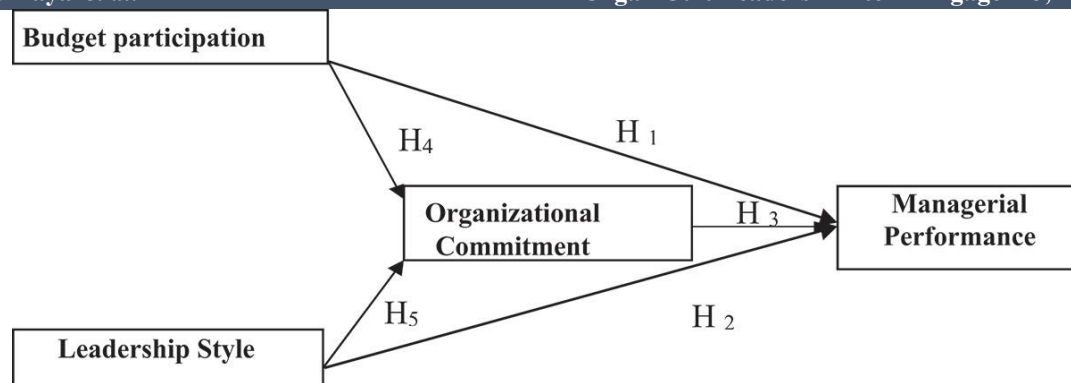 Budget participation
H 1
H4
Organizational
Commitment
H 3
Managerial
Performance
H5
H 2
Leadership Style